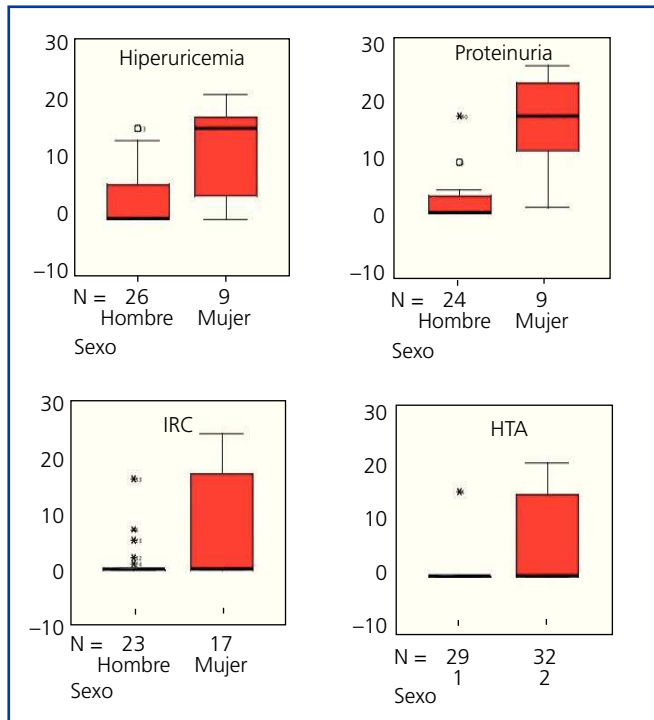 Hiperuricemia
30
20
10
0
–10
N = 26 9
Hombre Mujer
Sexo
Proteinuria
30
20
10
0
–10
N = 24 9
Hombre Mujer
Sexo
IRC
30
20
10
0
–10
N = 23 17
Hombre Mujer
Sexo
HTA
30
20
10
0
–10
N = 29 32
1 2
Sexo